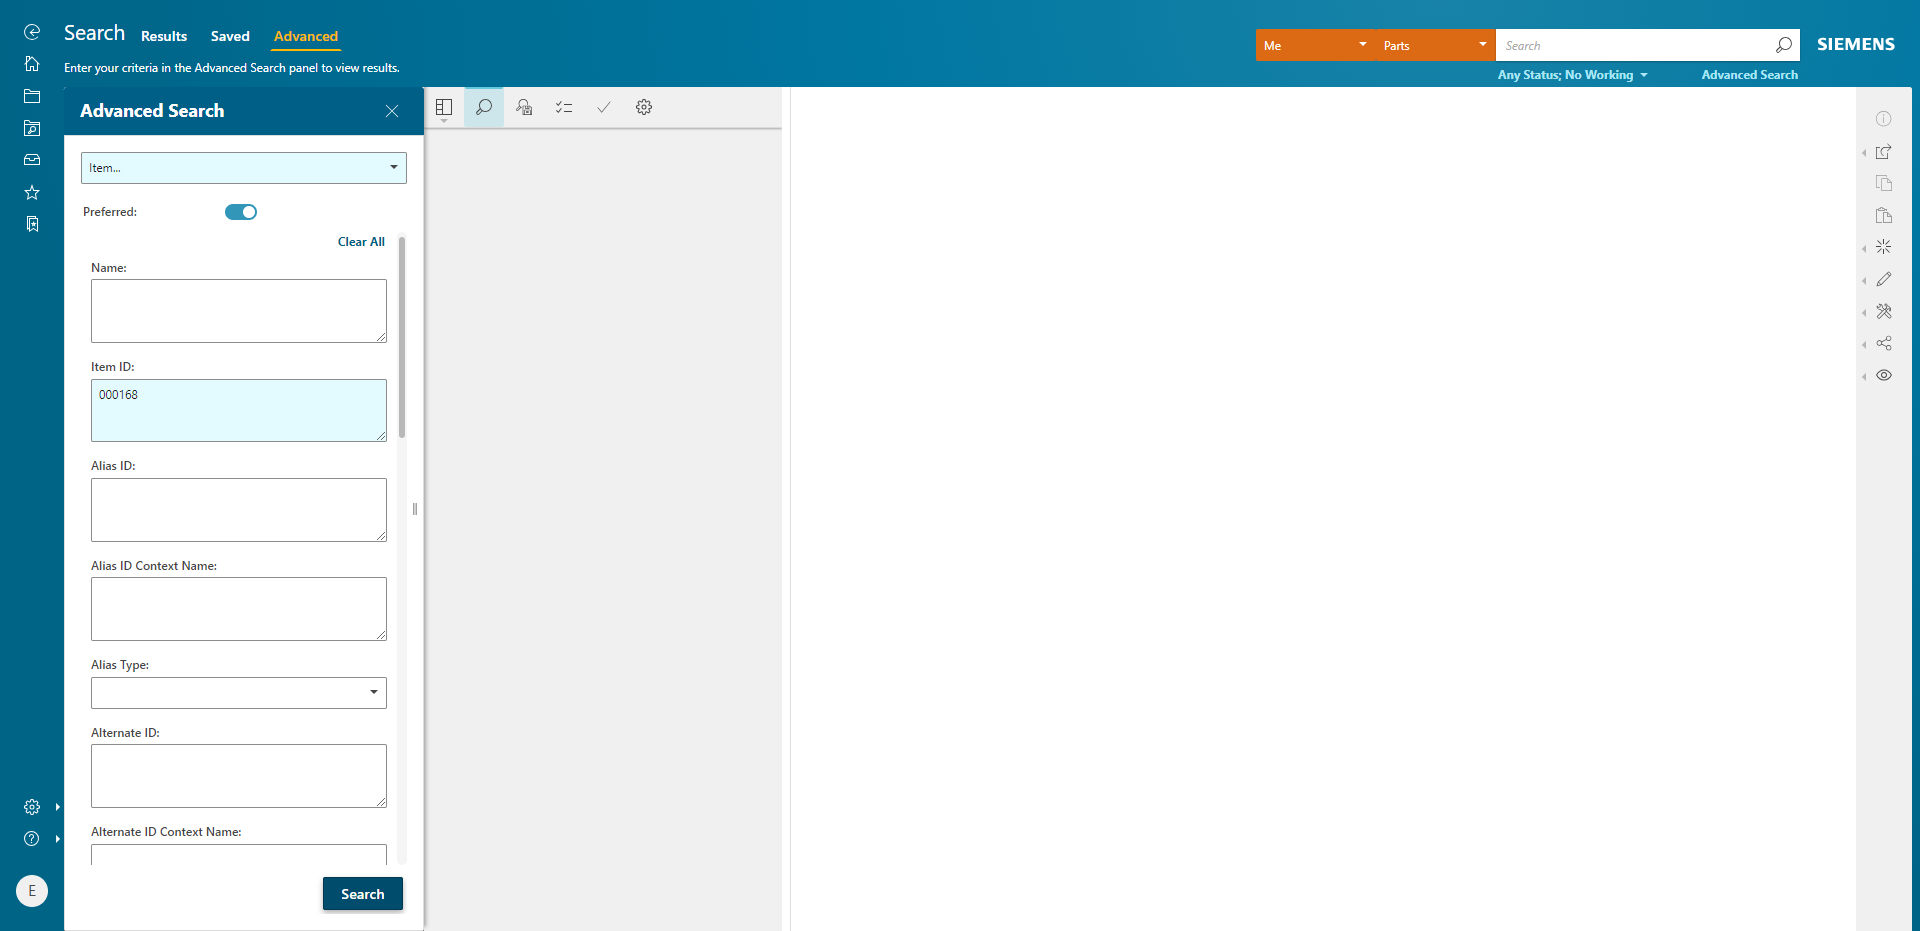 Search Results Saved Advanced
Enter your criteria in the Advanced Search panel to view results.
Me Parts Search SIEMENS
Any Status; No Working Advanced Search
Advanced Search
Item...
Preferred:
Clear All
Name:
Item ID:
000168
Alias ID:
Alias ID Context Name:
Alias Type:
Alternate ID:
Alternate ID Context Name:
Search
E